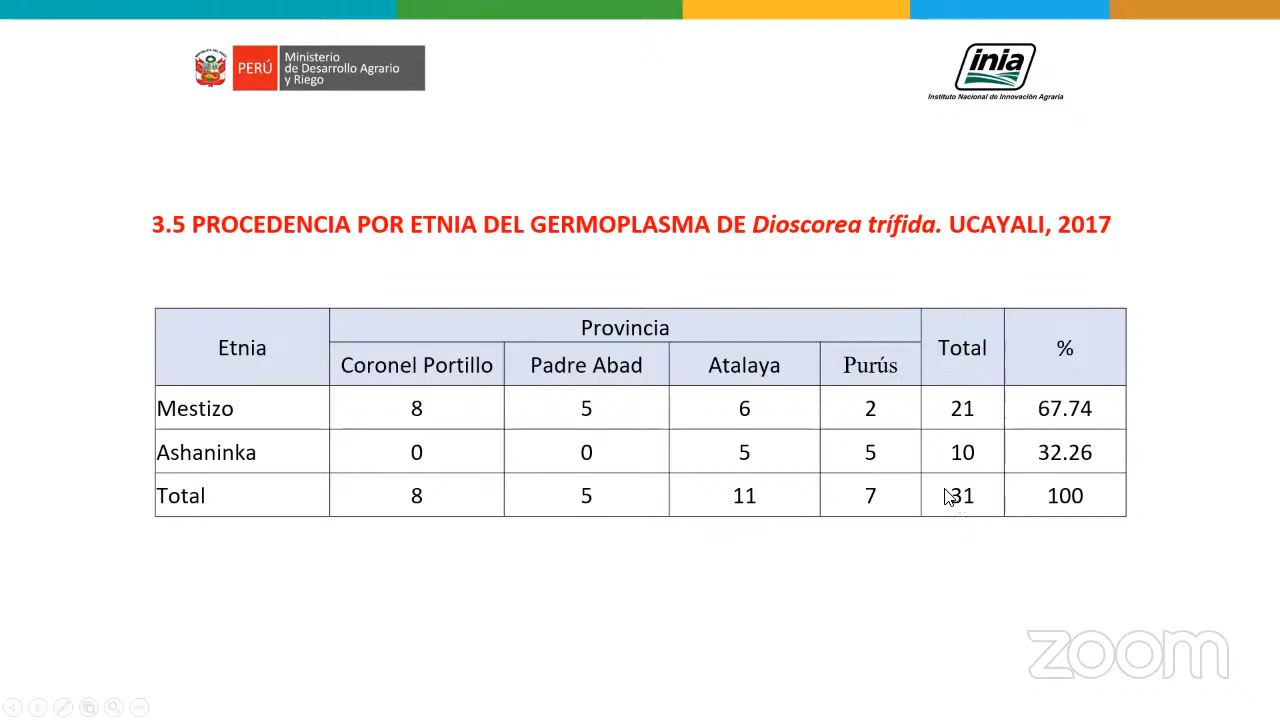 PERÚ
Ministerio
de Desarrollo Agrario
y Riego
inia
Instituto Nacional de Innovación Agraria
3.5 PROCEDENCIA POR ETNIA DEL GERMOPLASMA DE Dioscorea trífida. UCAYALI, 2017
Etnia Provincia Total %
Coronel Portillo Padre Abad Atalaya Purús
Mestizo 8 5 6 2 21 67.74
Ashaninka 0 0 5 5 10 32.26
Total 8 5 11 7 31 100
zoom